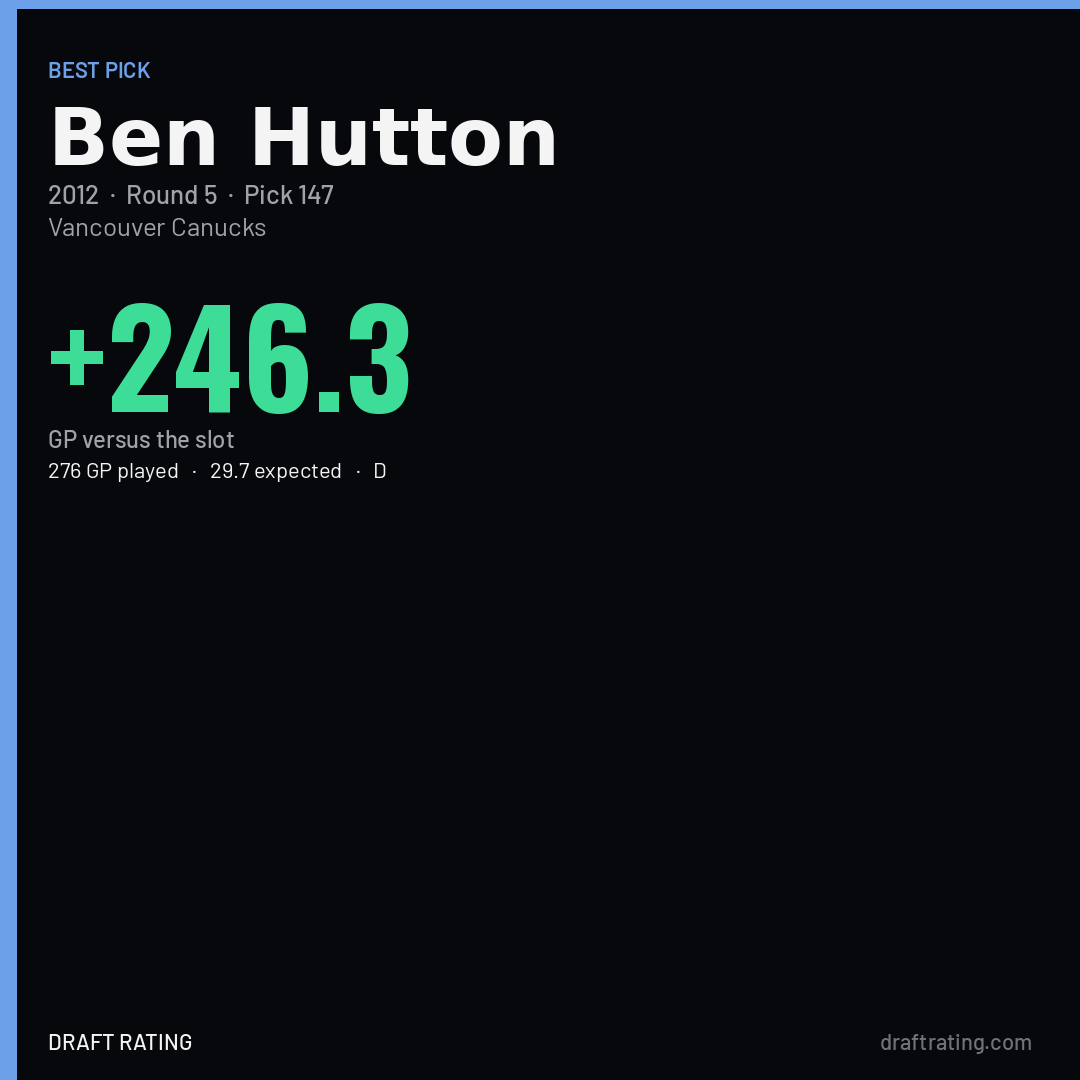 BEST PICK
Ben Hutton
2012 · Round 5 · Pick 147
Vancouver Canucks
+246.3
GP versus the slot
276 GP played · 29.7 expected · D
DRAFT RATING
draftrating.com